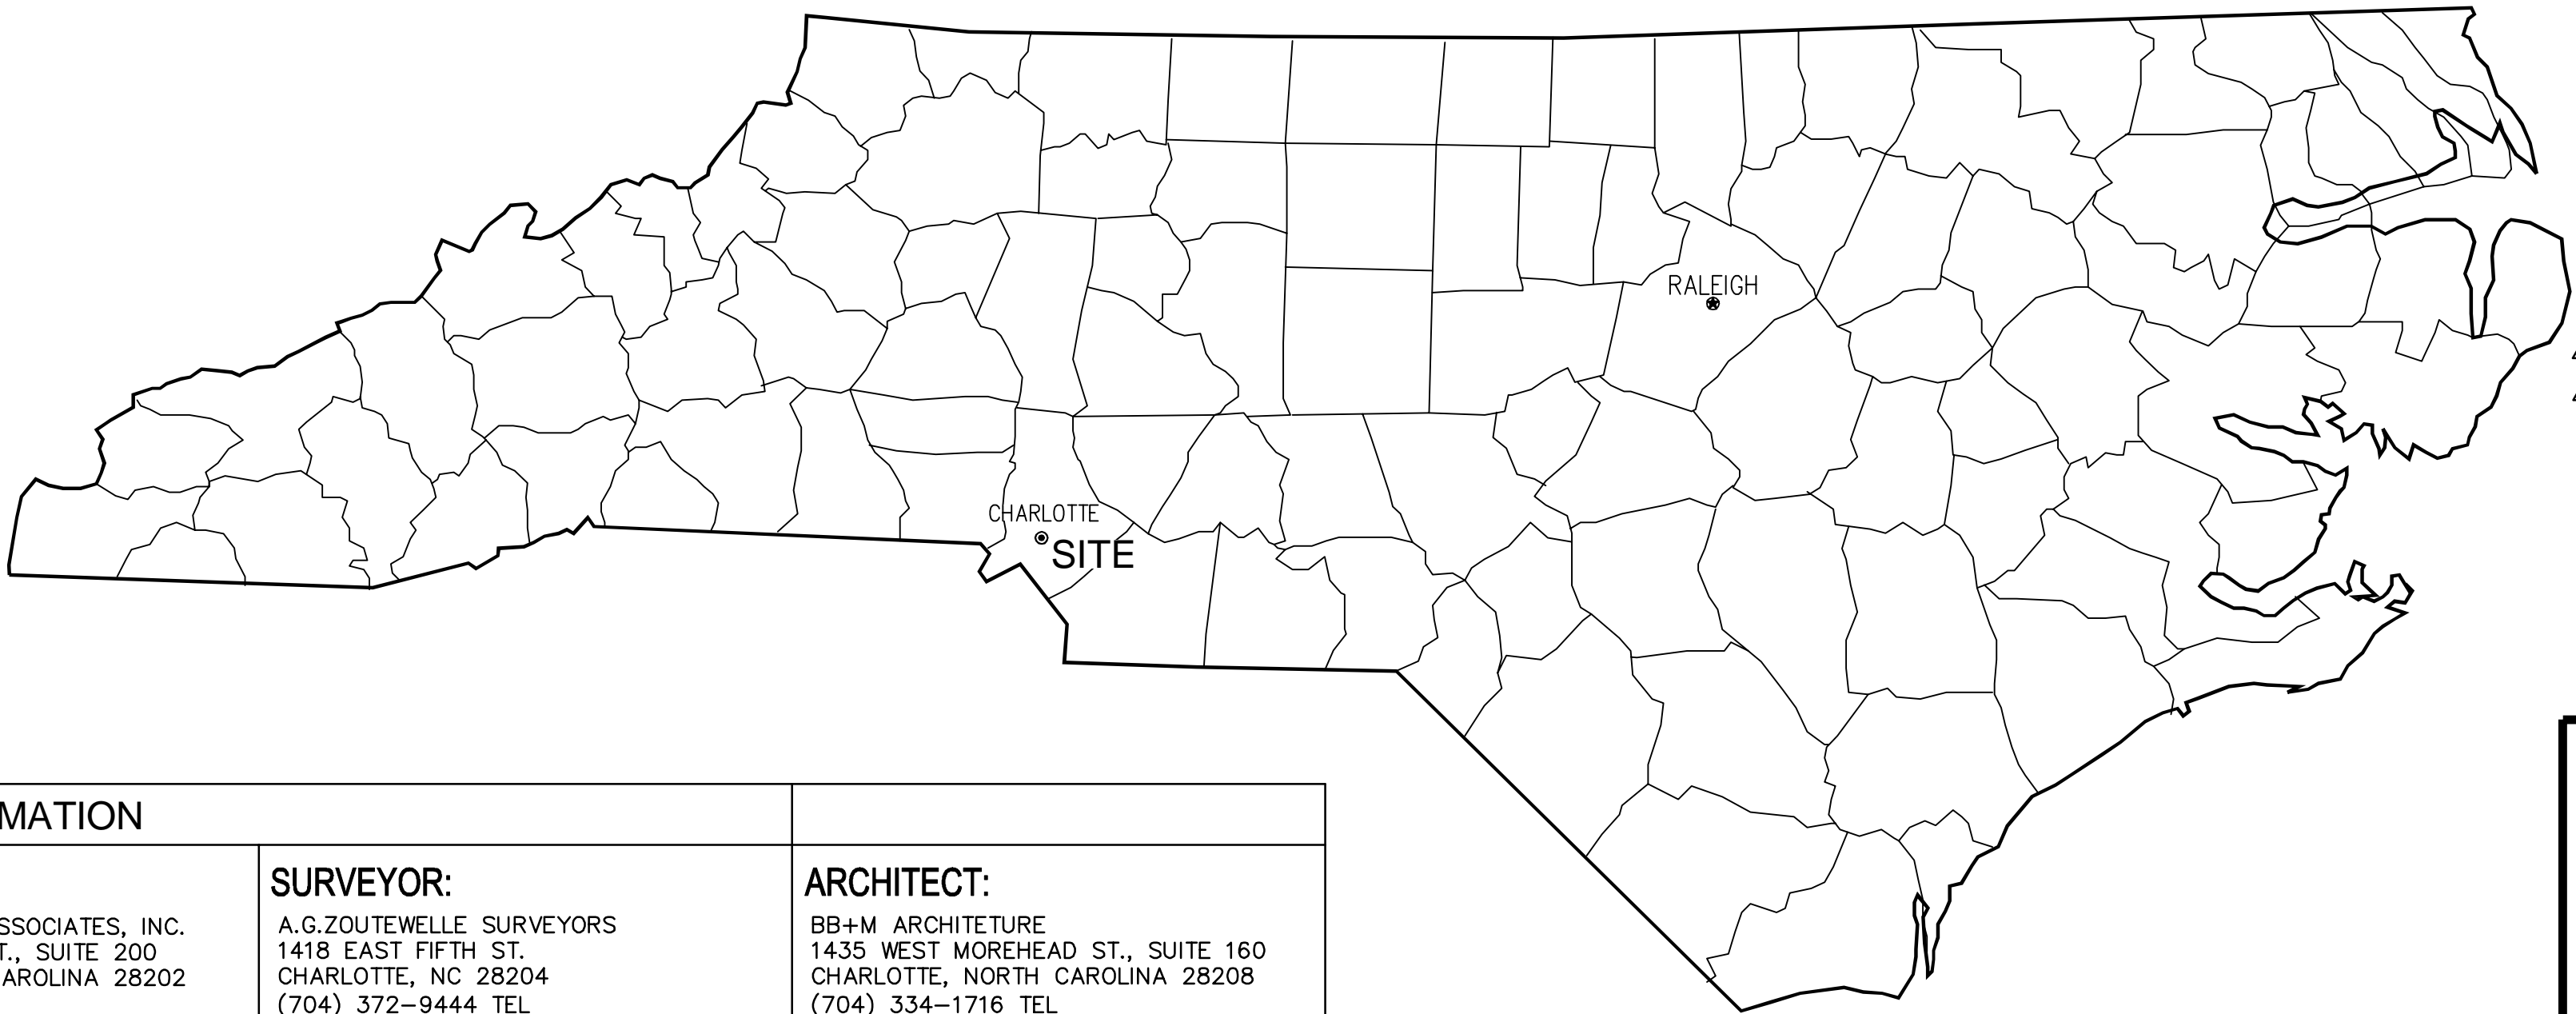 RALEIGH
CHARLOTTE
SITE
MATION
SSOCIATES, INC.
T., SUITE 200
AROLINA 28202
SURVEYOR:
A.G.ZOUTEWELLE SURVEYORS
1418 EAST FIFTH ST.
CHARLOTTE, NC 28204
(704) 372-9444 TEL
ARCHITECT:
BB+M ARCHITETURE
1435 WEST MOREHEAD ST., SUITE 160
CHARLOTTE, NORTH CAROLINA 28208
(704) 334-1716 TEL